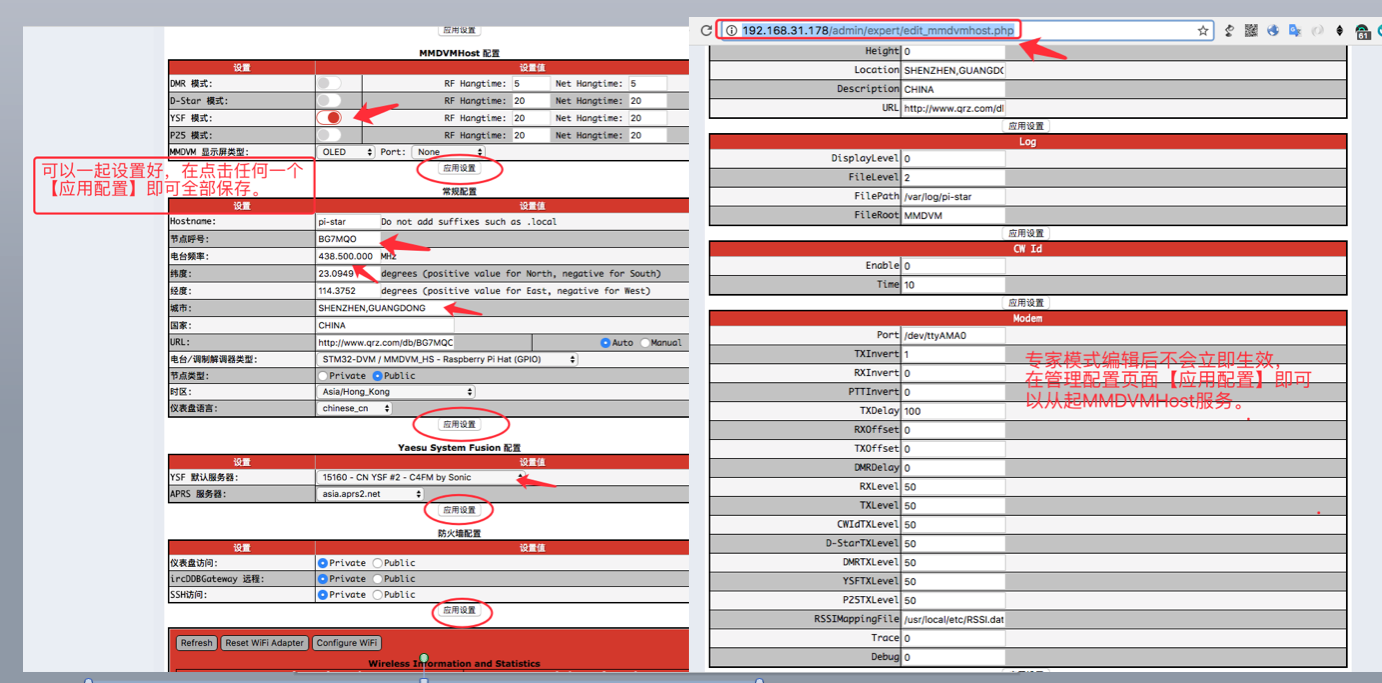 应用设置
MMDVMHost 配置
设置 设置值
DMR 模式: RF Hangtime: 5 Net Hangtime: 5
D-Star 模式: RF Hangtime: 20 Net Hangtime: 20
YSF 模式: RF Hangtime: 20 Net Hangtime: 20
P25 模式: RF Hangtime: 20 Net Hangtime: 20
MMDVM 显示屏类型: OLED Port: None
应用设置
可以一起设置好，在点击任何一个
【应用配置】即可全部保存。
常规配置
设置 设置值
Hostname: pi-star Do not add suffixes such as .local
节点呼号: BG7MQO
电台频率: 438.500.000 MHz
纬度: 23.0949 degrees (positive value for North, negative for South)
经度: 114.3752 degrees (positive value for East, negative for West)
城市: SHENZHEN,GUANGDONG
国家: CHINA
URL: http://www.qrz.com/db/BG7MQO Auto Manual
电台/调制解调器类型: STM32-DVM / MMDVM_HS - Raspberry Pi Hat (GPIO)
节点类型: Private Public
时区: Asia/Hong_Kong
仪表盘语言: chinese_cn
应用设置
Yaesu System Fusion 配置
设置 设置值
YSF 默认服务器: 15160 - CN YSF #2 - C4FM by Sonic
APRS 服务器: asia.aprs2.net
应用设置
防火墙配置
设置 设置值
仪表盘访问: Private Public
ircDDBGateway 远程: Private Public
SSH访问: Private Public
应用设置
Refresh Reset WiFi Adapter Configure WiFi
Wireless Information and Statistics
192.168.31.178/admin/expert/edit_mmdvmhost.php
61
Height 0
Location SHENZHEN,GUANGDO
Description CHINA
URL http://www.qrz.com/dl
应用设置
Log
DisplayLevel 0
FileLevel 2
FilePath /var/log/pi-star
FileRoot MMDVM
应用设置
CW Id
Enable 0
Time 10
应用设置
Modem
Port /dev/ttyAMA0
TXInvert 1
RXInvert 0
PTTInvert 0
TXDelay 100
RXOffset 0
TXOffset 0
DMRDelay 0
RXLevel 50
TXLevel 50
CWIdTXLevel 50
D-StarTXLevel 50
DMRTXLevel 50
YSFTXLevel 50
P25TXLevel 50
RSSIMappingFile /usr/local/etc/RSSI.dat
Trace 0
Debug 0
专家模式编辑后不会立即生效，
在管理配置页面【应用配置】即可
以从起MMDVMHost服务。